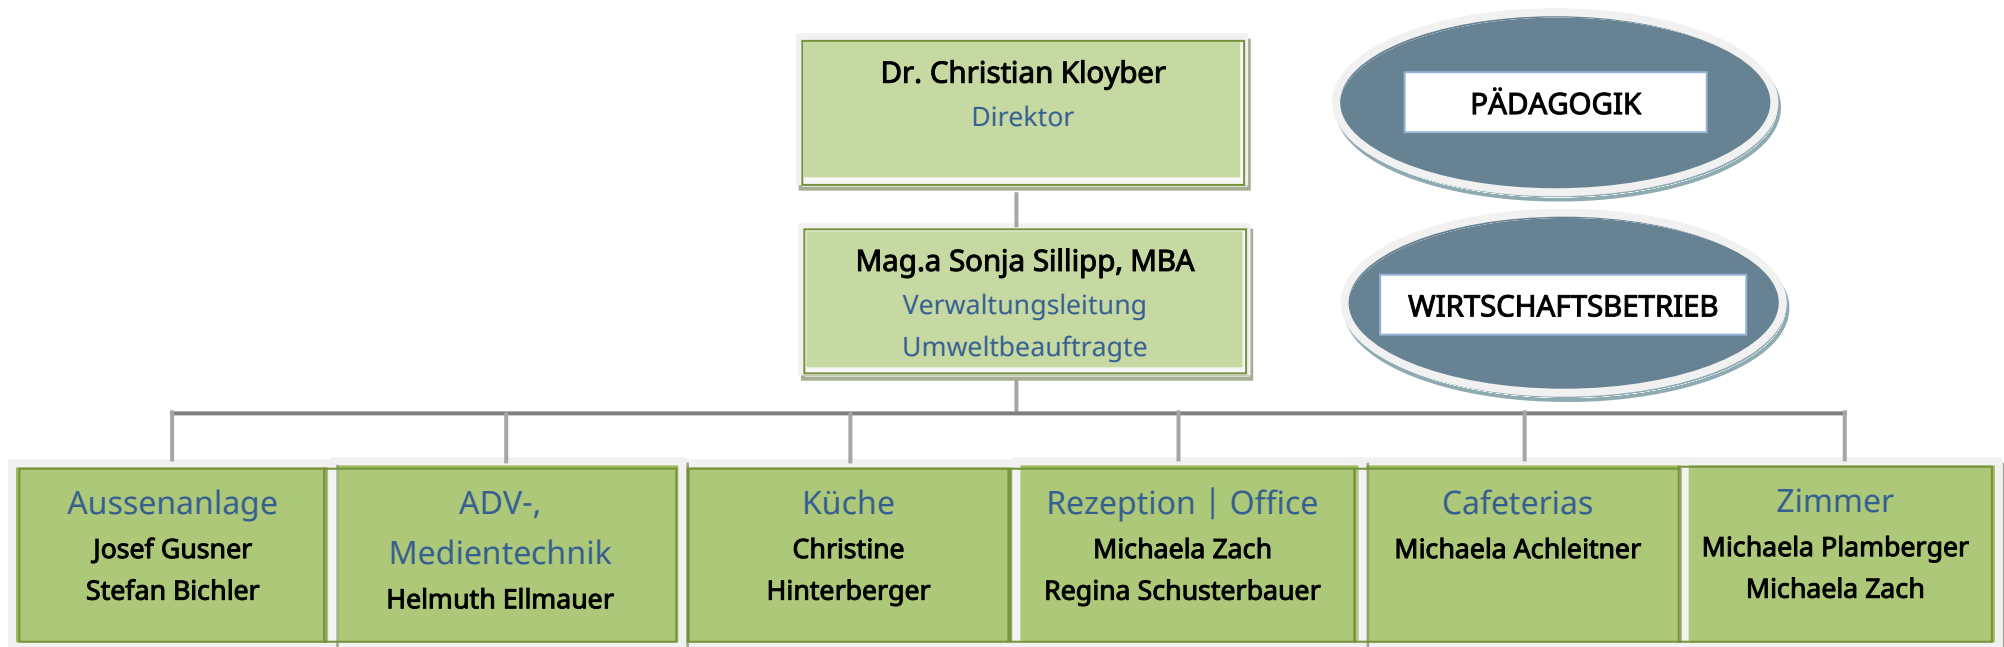 Dr. Christian Kloyber
Direktor
PÄDAGOGIK
Mag.a Sonja Sillipp, MBA
Verwaltungsleitung
Umweltbeauftragte
WIRTSCHAFTSBETRIEB
Aussenanlage
Josef Gusner
Stefan Bichler
ADV-,
Medientechnik
Helmuth Ellmauer
Küche
Christine
Hinterberger
Rezeption | Office
Michaela Zach
Regina Schusterbauer
Cafeterias
Michaela Achleitner
Zimmer
Michaela Plamberger
Michaela Zach